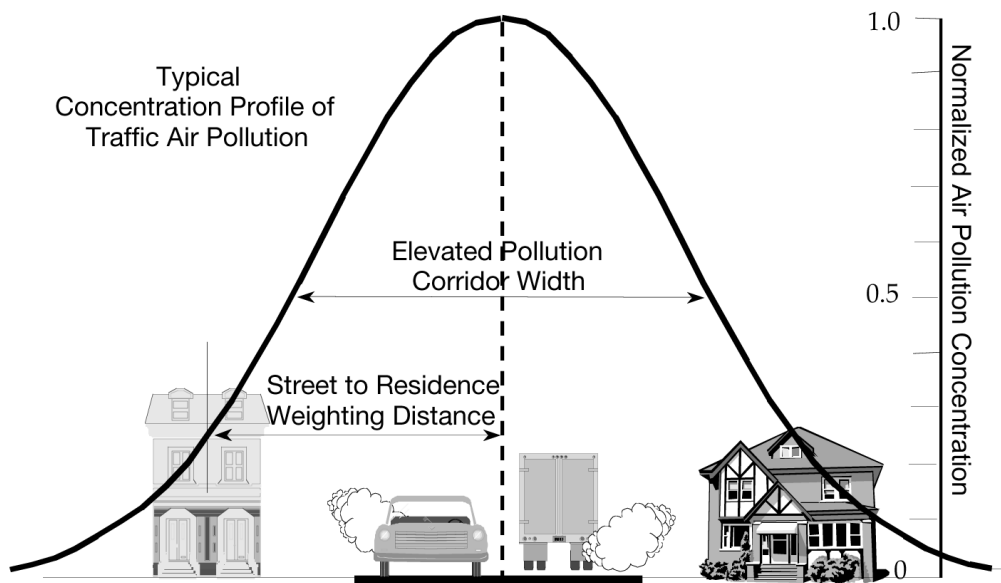 Typical
Concentration Profile of
Traffic Air Pollution
1.0
Normalized Air Pollution Concentration
Elevated Pollution
Corridor Width
0.5
Street to Residence
Weighting Distance
0